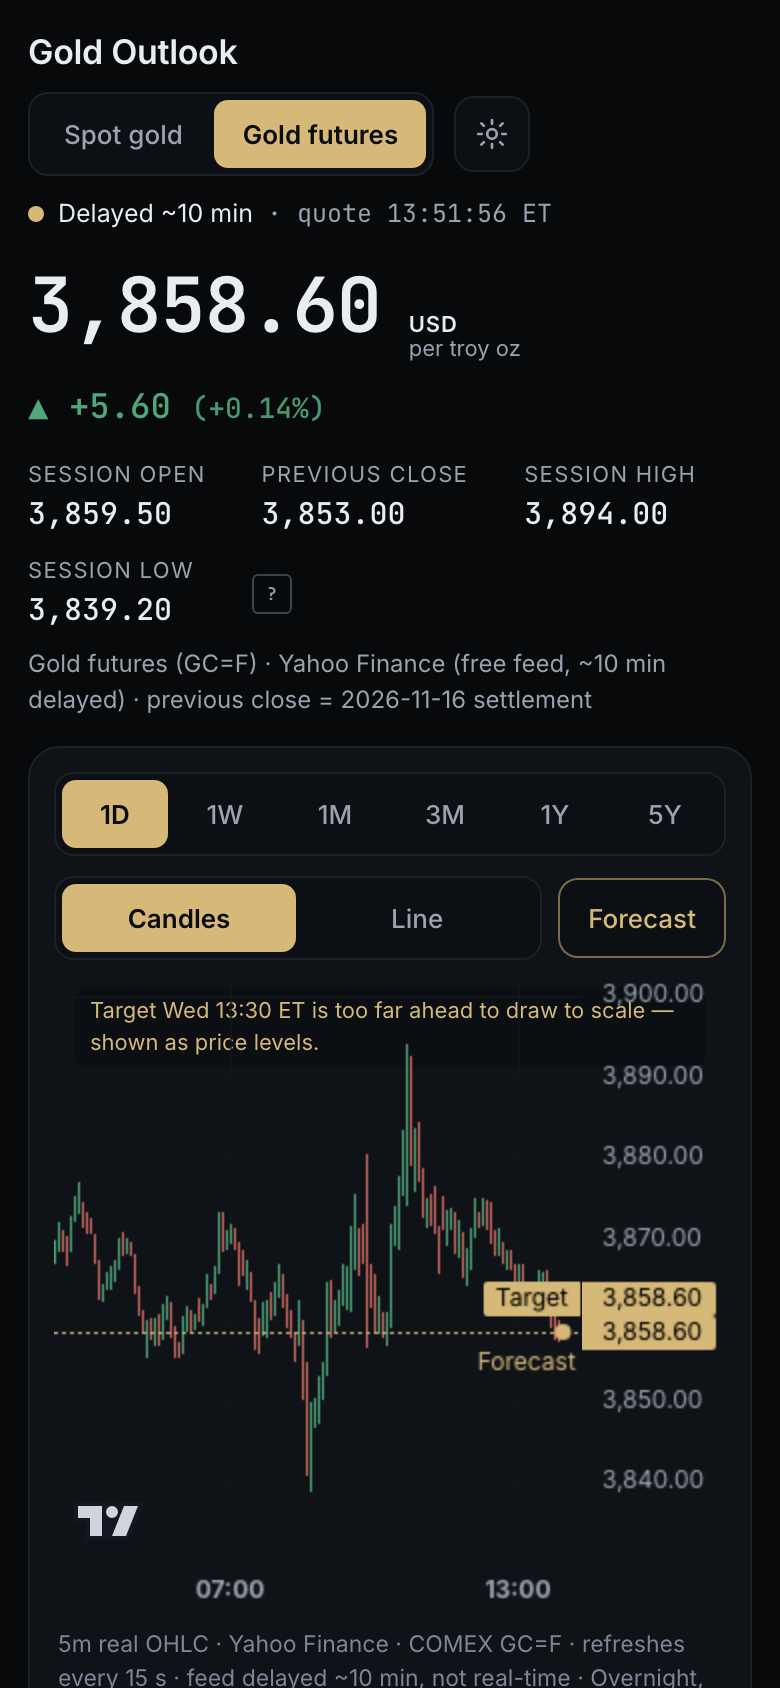 Gold Outlook
Spot gold
Gold futures
Delayed ~10 min · quote 13:51:56 ET
3,858.60 USD
per troy oz
▲ +5.60 (+0.14%)
SESSION OPEN PREVIOUS CLOSE SESSION HIGH
3,859.50 3,853.00 3,894.00
SESSION LOW
3,839.20
?
Gold futures (GC=F) · Yahoo Finance (free feed, ~10 min
delayed) · previous close = 2026-11-16 settlement
1D 1W 1M 3M 1Y 5Y
Candles Line Forecast
3,900.00
Target Wed 13:30 ET is too far ahead to draw to scale —
shown as price levels.
3,890.00
3,880.00
3,870.00
Target 3,858.60
3,858.60
Forecast
3,850.00
3,840.00
07:00 13:00
5m real OHLC · Yahoo Finance · COMEX GC=F · refreshes
every 15 s · feed delayed ~10 min, not real-time · Overnight,